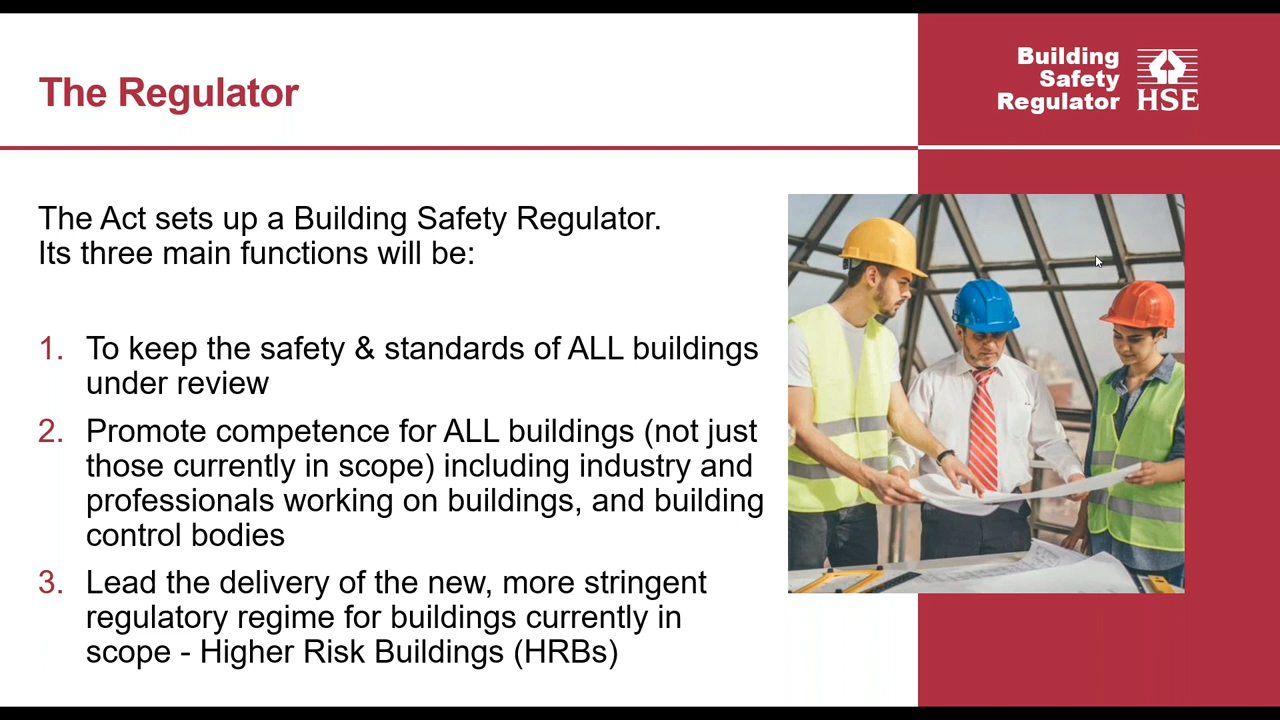 The Regulator
Building
Safety
Regulator
HSE
The Act sets up a Building Safety Regulator.
Its three main functions will be:
1. To keep the safety & standards of ALL buildings
under review
2. Promote competence for ALL buildings (not just
those currently in scope) including industry and
professionals working on buildings, and building
control bodies
3. Lead the delivery of the new, more stringent
regulatory regime for buildings currently in
scope - Higher Risk Buildings (HRBs)